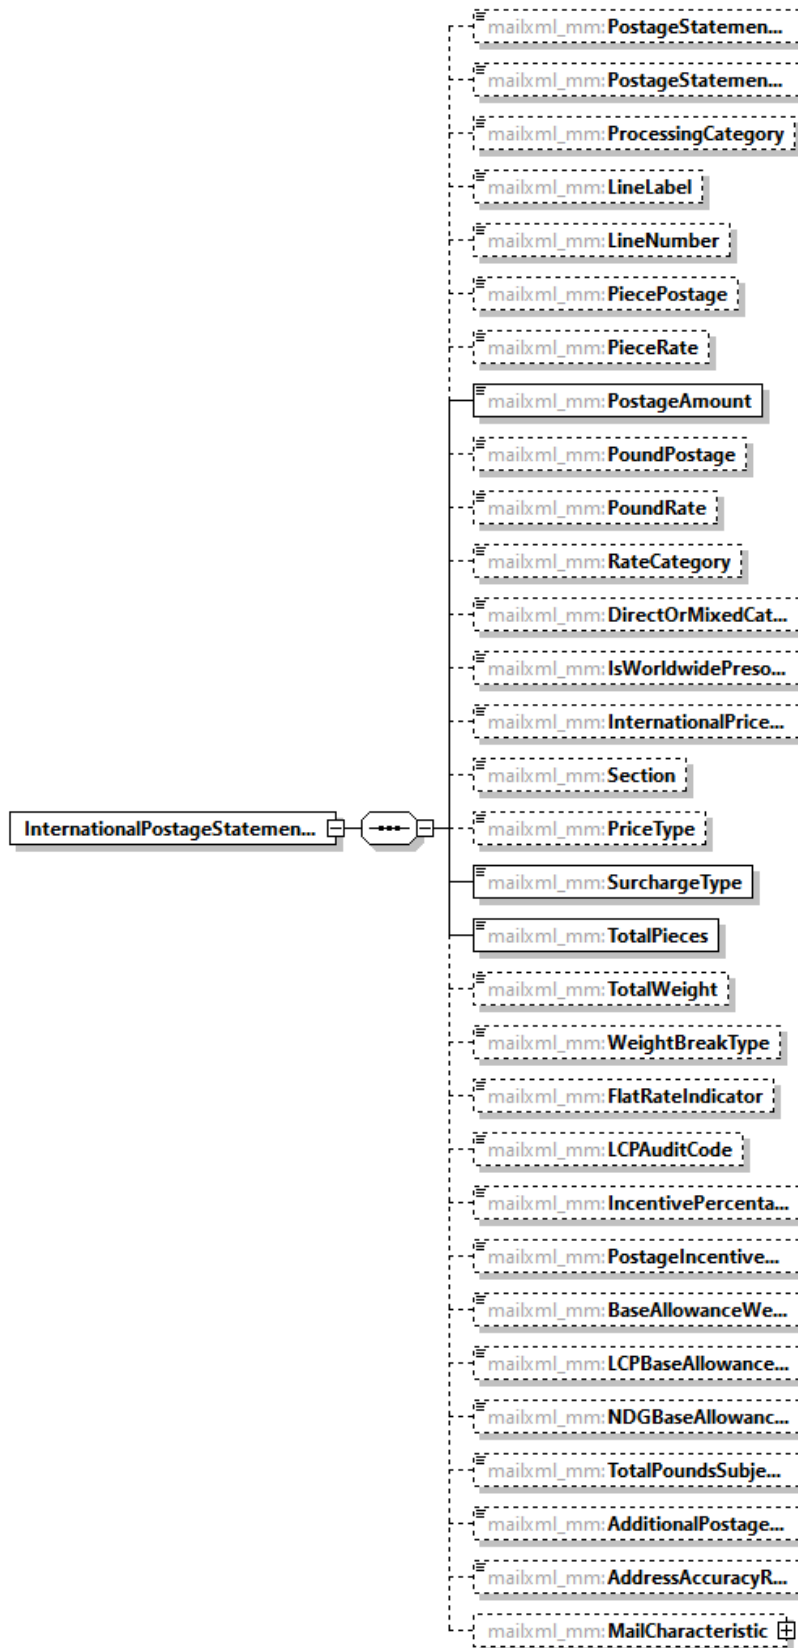 mailxml_mm:PostageStatemen...
mailxml_mm:PostageStatemen...
mailxml_mm:ProcessingCategory
mailxml_mm:LineLabel
mailxml_mm:LineNumber
mailxml_mm:PiecePostage
mailxml_mm:PieceRate
mailxml_mm:PostageAmount
mailxml_mm:PoundPostage
mailxml_mm:PoundRate
mailxml_mm:RateCategory
mailxml_mm:DirectOrMixedCat...
mailxml_mm:IsWorldwidePreso...
mailxml_mm:InternationalPrice...
mailxml_mm:Section
InternationalPostageStatemen...
mailxml_mm:PriceType
mailxml_mm:SurchargeType
mailxml_mm:TotalPieces
mailxml_mm:TotalWeight
mailxml_mm:WeightBreakType
mailxml_mm:FlatRateIndicator
mailxml_mm:LCPAuditCode
mailxml_mm:IncentivePercenta...
mailxml_mm:PostageIncentive...
mailxml_mm:BaseAllowanceWe...
mailxml_mm:LCPBaseAllowance...
mailxml_mm:NDGBaseAllowanc...
mailxml_mm:TotalPoundsSubje...
mailxml_mm:AdditionalPostage...
mailxml_mm:AddressAccuracyR...
mailxml_mm:MailCharacteristic